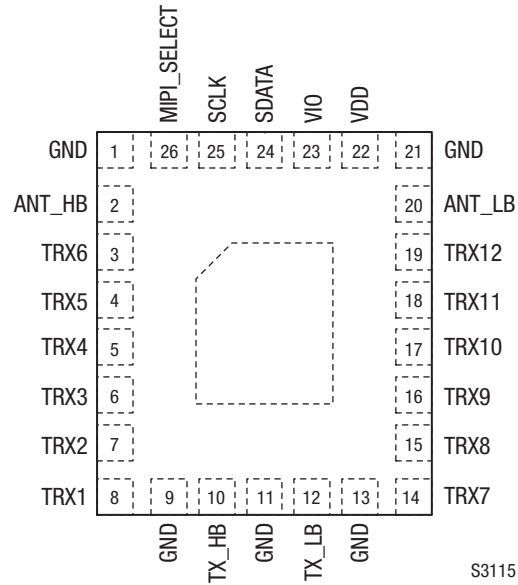 MIPI_SELECT
SCLK
SDATA
VIO
VDD
GND 1 26 25 24 23 22 21 GND
ANT_HB 2 20 ANT_LB
TRX6 3 19 TRX12
TRX5 4 18 TRX11
TRX4 5 17 TRX10
TRX3 6 16 TRX9
TRX2 7 15 TRX8
TRX1 8 9 10 11 12 13 14 TRX7
GND
TX_HB
GND
TX_LB
GND
S3115